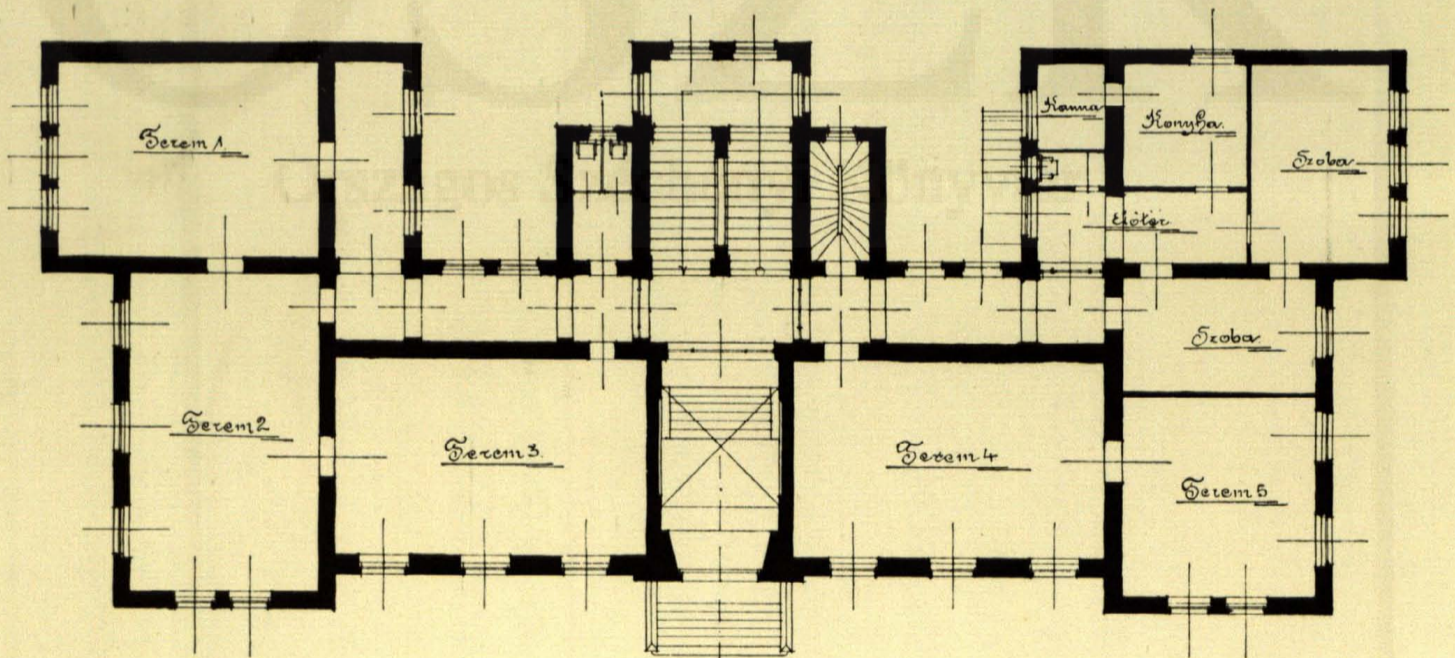 Terem 1.
Kamra
Konyha.
Szoba
Előtér
Szoba
Terem 2
Terem 3.
Terem 4
Terem 5